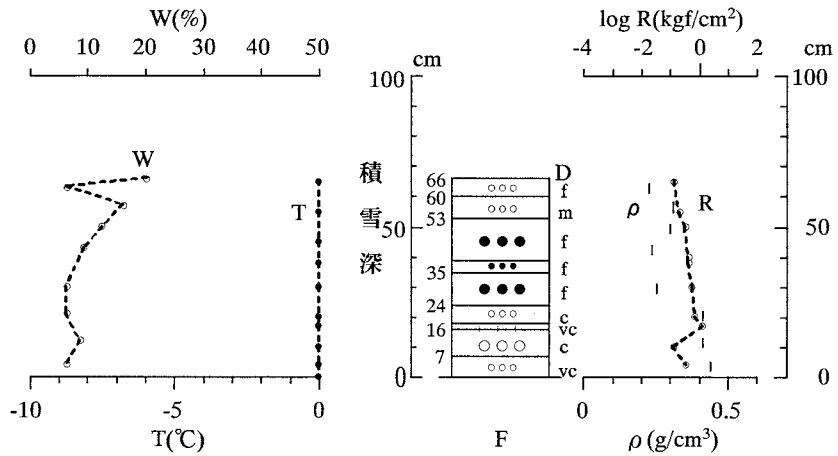 W(%)
0 10 20 30 40 50
log R(kgf/cm²)
-4 -2 0 2
cm
cm
100
100
W
T
積雪深
D
66
f
60
m
53
f
50
ρ
R
50
f
35
f
24
c
16
vc
c
7
vc
0
0
-10 -5 0
T(℃)
F
0 0.5
ρ (g/cm³)